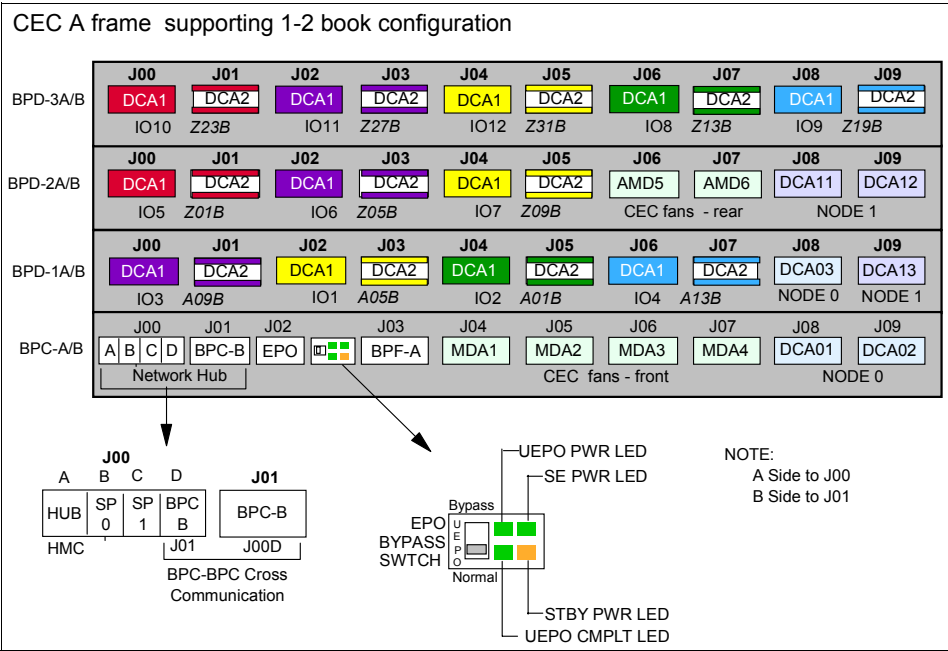 CEC A frame supporting 1-2 book configuration
J00 J01 J02 J03 J04 J05 J06 J07 J08 J09
BPD-3A/B DCA1 DCA2 DCA1 DCA2 DCA1 DCA2 DCA1 DCA2 DCA1 DCA2
IO10 Z23B IO11 Z27B IO12 Z31B IO8 Z13B IO9 Z19B
J00 J01 J02 J03 J04 J05 J06 J07 J08 J09
BPD-2A/B DCA1 DCA2 DCA1 DCA2 DCA1 DCA2 AMD5 AMD6 DCA11 DCA12
IO5 Z01B IO6 Z05B IO7 Z09B CEC fans - rear NODE 1
J00 J01 J02 J03 J04 J05 J06 J07 J08 J09
BPD-1A/B DCA1 DCA2 DCA1 DCA2 DCA1 DCA2 DCA1 DCA2 DCA03 DCA13
IO3 A09B IO1 A05B IO2 A01B IO4 A13B NODE 0 NODE 1
J00 J01 J02 J03 J04 J05 J06 J07 J08 J09
BPC-A/B A B C D BPC-B EPO BPF-A MDA1 MDA2 MDA3 MDA4 DCA01 DCA02
Network Hub CEC fans - front NODE 0
J00
A B C D J01
HUB SP 0 SP 1 BPC B BPC-B
HMC J01 J00D
BPC-BPC Cross
Communication
UEPO PWR LED
SE PWR LED
Bypass
EPO
BYPASS
SWTCH
UEPO
Normal
STBY PWR LED
UEPO CMPLT LED
NOTE:
A Side to J00
B Side to J01